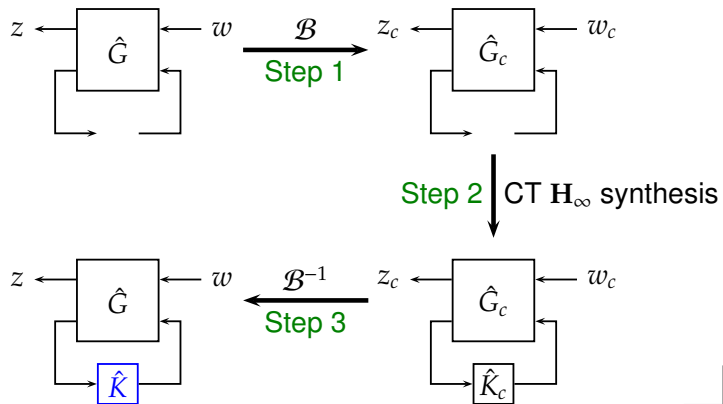 z Ĝ w ℬ z_c Ĝ_c w_c
Step 1
Step 2 CT H_∞ synthesis
z Ĝ w ℬ⁻¹ z_c Ĝ_c w_c
Step 3
K̂ K̂_c